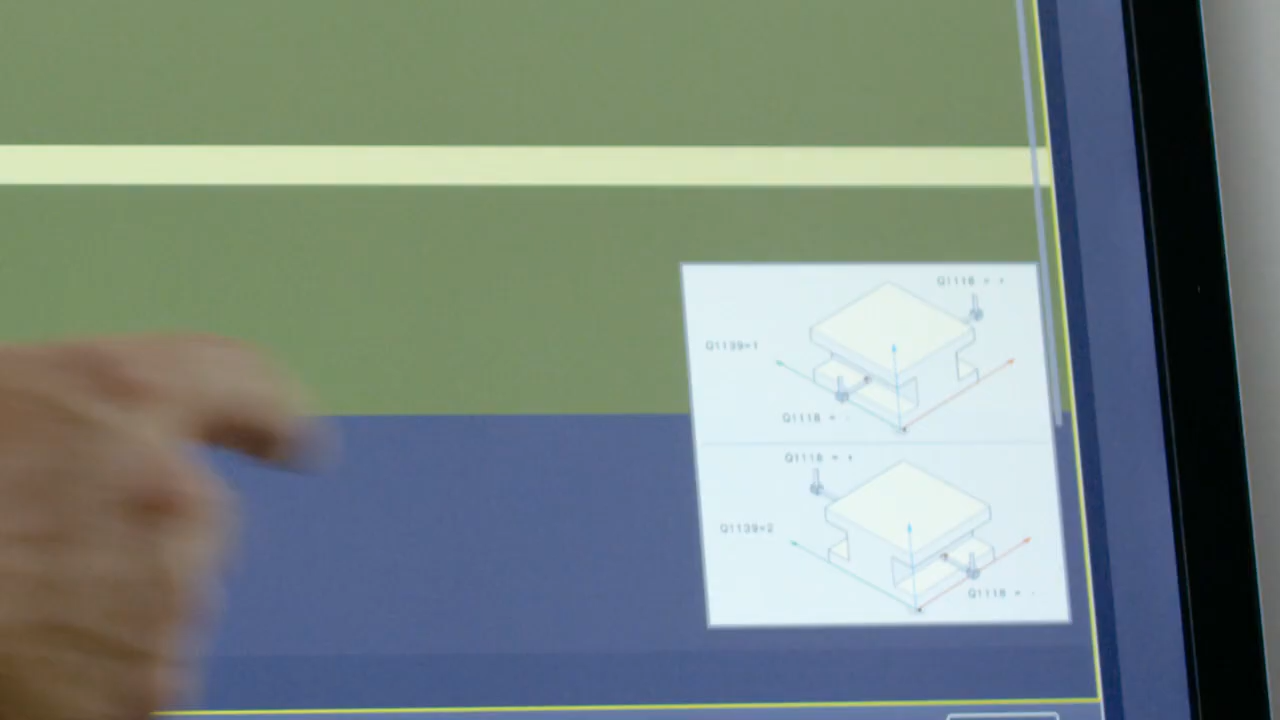 Q1118 = +
Q1139=1
Q1118 = -
Q1118 = +
Q1139=2
Q1118 = -